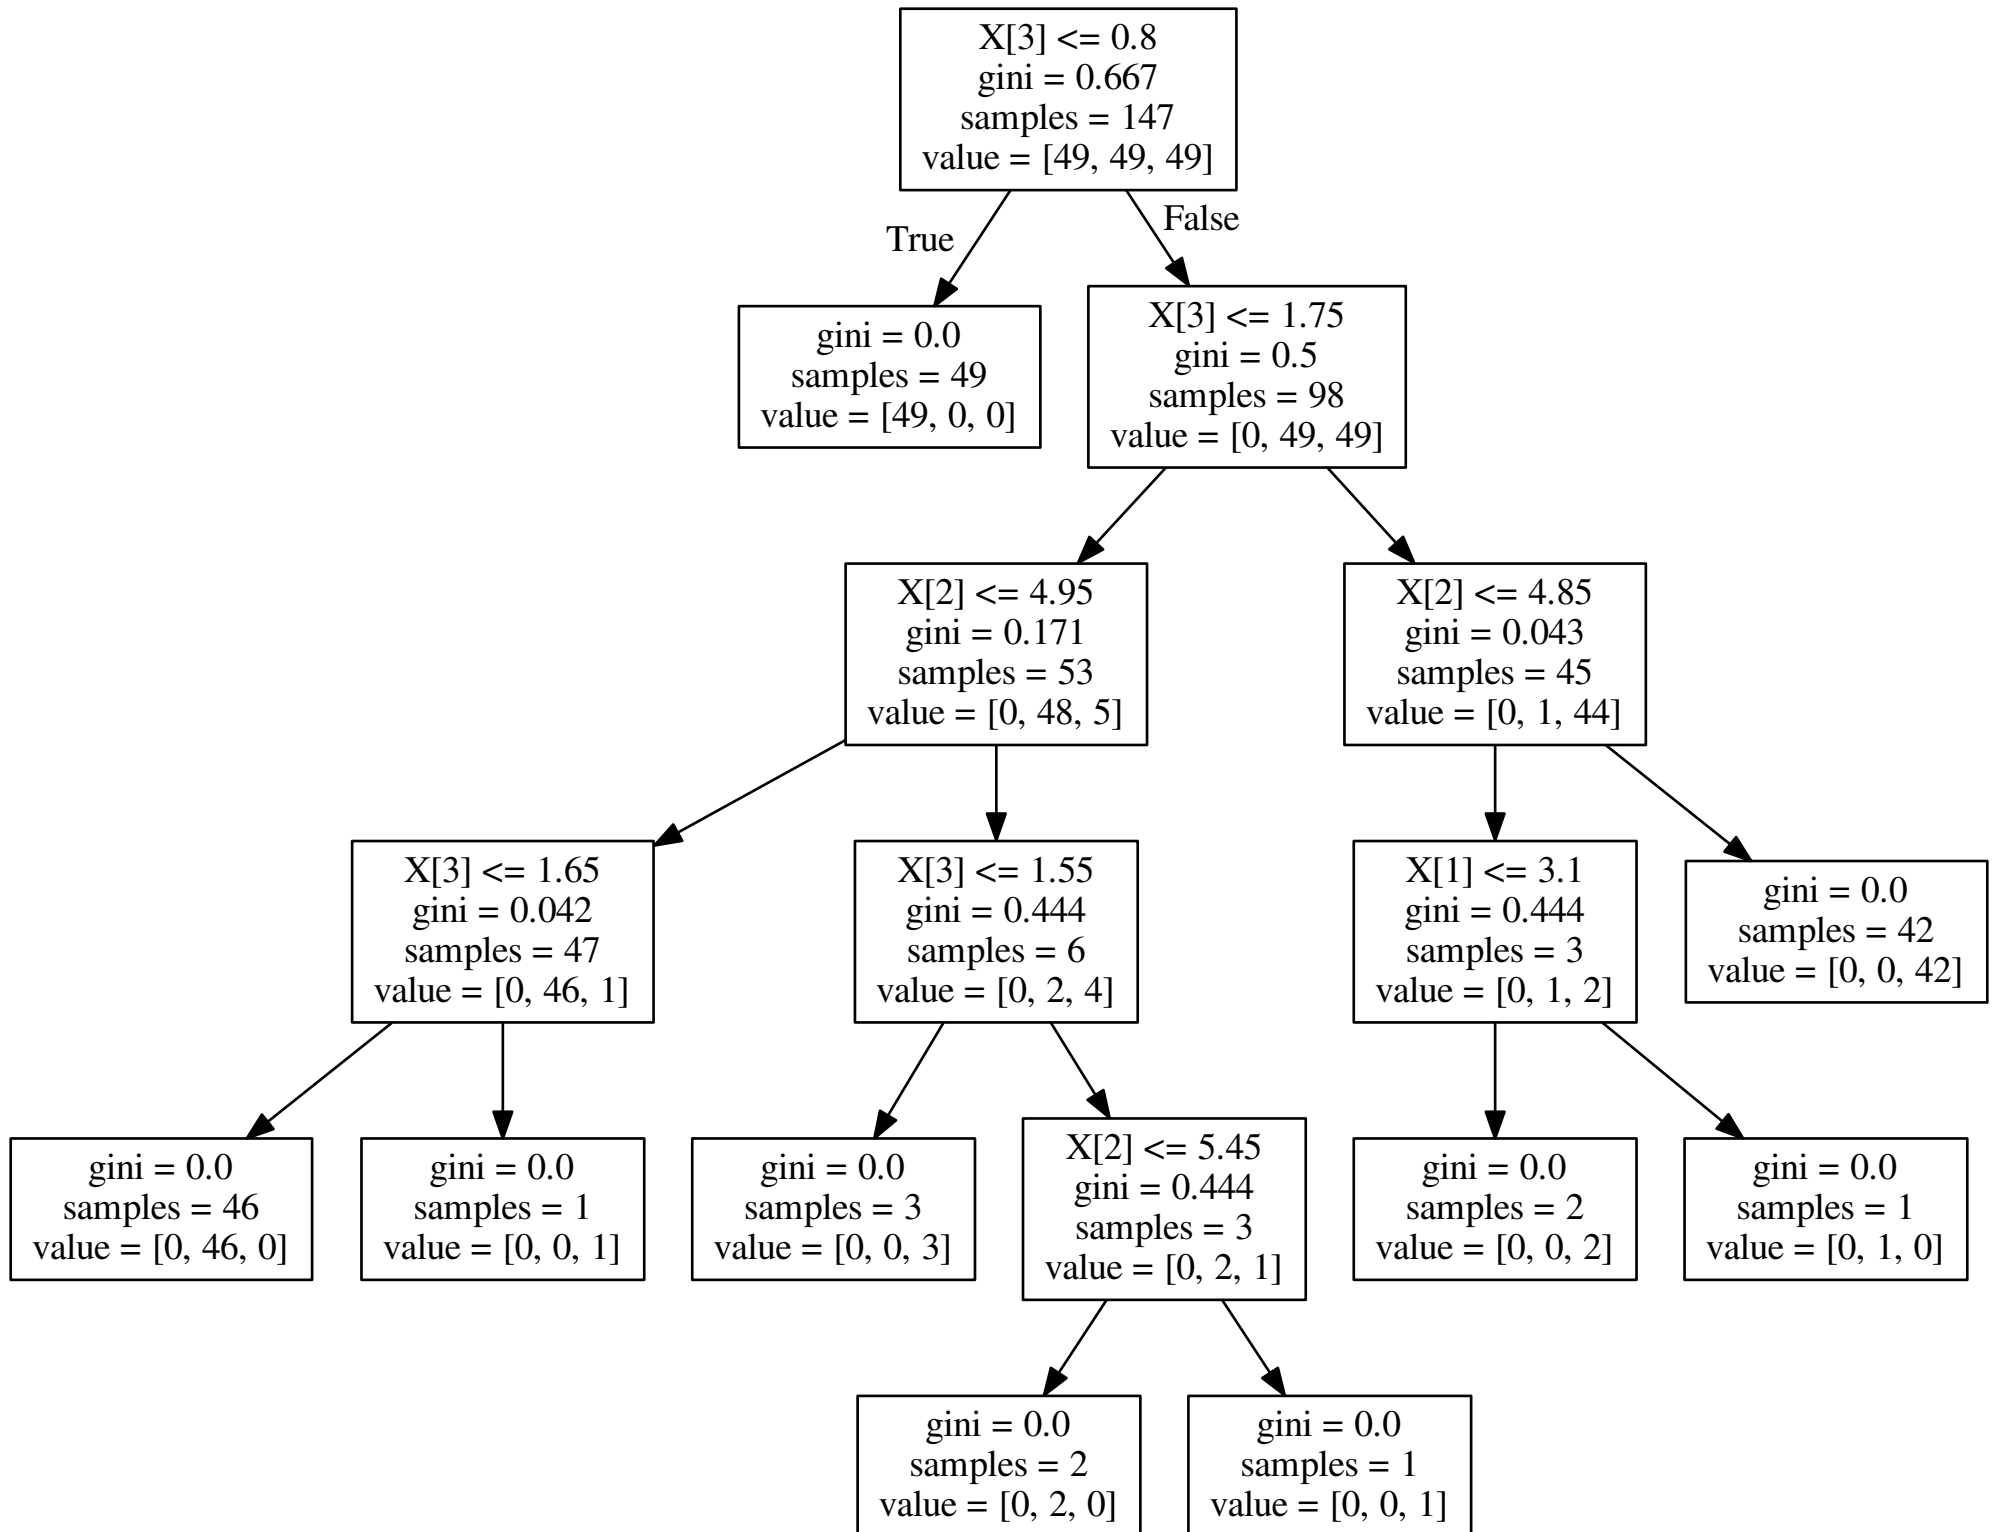 X[3] <= 0.8
gini = 0.667
samples = 147
value = [49, 49, 49]
True
False
gini = 0.0
samples = 49
value = [49, 0, 0]
X[3] <= 1.75
gini = 0.5
samples = 98
value = [0, 49, 49]
X[2] <= 4.95
gini = 0.171
samples = 53
value = [0, 48, 5]
X[2] <= 4.85
gini = 0.043
samples = 45
value = [0, 1, 44]
X[3] <= 1.65
gini = 0.042
samples = 47
value = [0, 46, 1]
X[3] <= 1.55
gini = 0.444
samples = 6
value = [0, 2, 4]
X[1] <= 3.1
gini = 0.444
samples = 3
value = [0, 1, 2]
gini = 0.0
samples = 42
value = [0, 0, 42]
gini = 0.0
samples = 46
value = [0, 46, 0]
gini = 0.0
samples = 1
value = [0, 0, 1]
gini = 0.0
samples = 3
value = [0, 0, 3]
X[2] <= 5.45
gini = 0.444
samples = 3
value = [0, 2, 1]
gini = 0.0
samples = 2
value = [0, 0, 2]
gini = 0.0
samples = 1
value = [0, 1, 0]
gini = 0.0
samples = 2
value = [0, 2, 0]
gini = 0.0
samples = 1
value = [0, 0, 1]